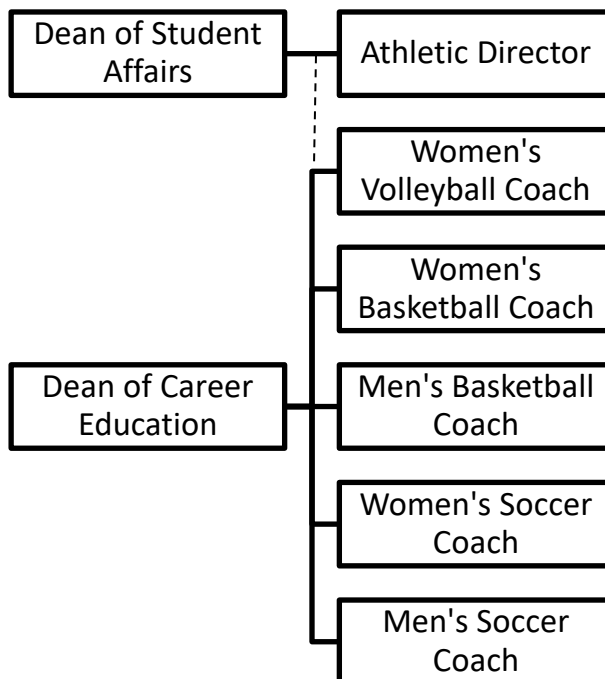 Dean of Student
Affairs
Athletic Director
Women's
Volleyball Coach
Women's
Basketball Coach
Dean of Career
Education
Men's Basketball
Coach
Women's Soccer
Coach
Men's Soccer
Coach